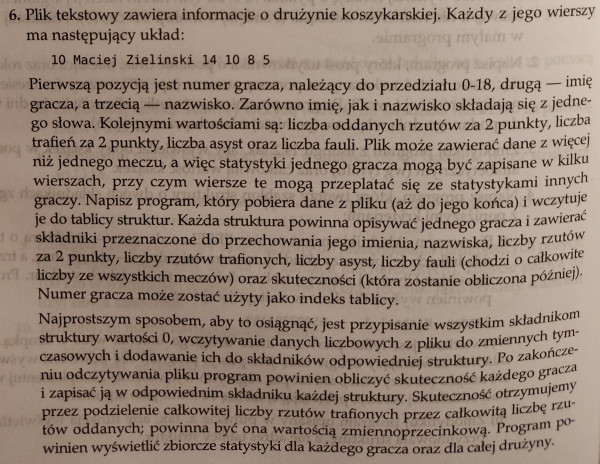 6. Plik tekstowy zawiera informacje o drużynie koszykarskiej. Każdy z jego wierszy
ma następujący układ:
10 Maciej Zielinski 14 10 8 5
Pierwszą pozycją jest numer gracza, należący do przedziału 0-18, drugą — imię
gracza, a trzecią — nazwisko. Zarówno imię, jak i nazwisko składają się z jedne-
go słowa. Kolejnymi wartościami są: liczba oddanych rzutów za 2 punkty, liczba
trafień za 2 punkty, liczba asyst oraz liczba fauli. Plik może zawierać dane z więcej
niż jednego meczu, a więc statystyki jednego gracza mogą być zapisane w kilku
wierszach, przy czym wiersze te mogą przeplatać się ze statystykami innych
graczy. Napisz program, który pobiera dane z pliku (aż do jego końca) i wczytuje
je do tablicy struktur. Każda struktura powinna opisywać jednego gracza i zawierać
składniki przeznaczone do przechowania jego imienia, nazwiska, liczby rzutów
za 2 punkty, liczby rzutów trafionych, liczby asyst, liczby fauli (chodzi o całkowite
liczby ze wszystkich meczów) oraz skuteczności (która zostanie obliczona później).
Numer gracza może zostać użyty jako indeks tablicy.
Najprostszym sposobem, aby to osiągnąć, jest przypisanie wszystkim składnikom
struktury wartości 0, wczytywanie danych liczbowych z pliku do zmiennych tym-
czasowych i dodawanie ich do składników odpowiedniej struktury. Po zakończe-
niu odczytywania pliku program powinien obliczyć skuteczność każdego gracza
i zapisać ją w odpowiednim składniku każdej struktury. Skuteczność otrzymujemy
przez podzielenie całkowitej liczby rzutów trafionych przez całkowitą liczbę rzu-
tów oddanych; powinna być ona wartością zmiennoprzecinkową. Program po-
winien wyświetlić zbiorcze statystyki dla każdego gracza oraz dla całej drużyny.